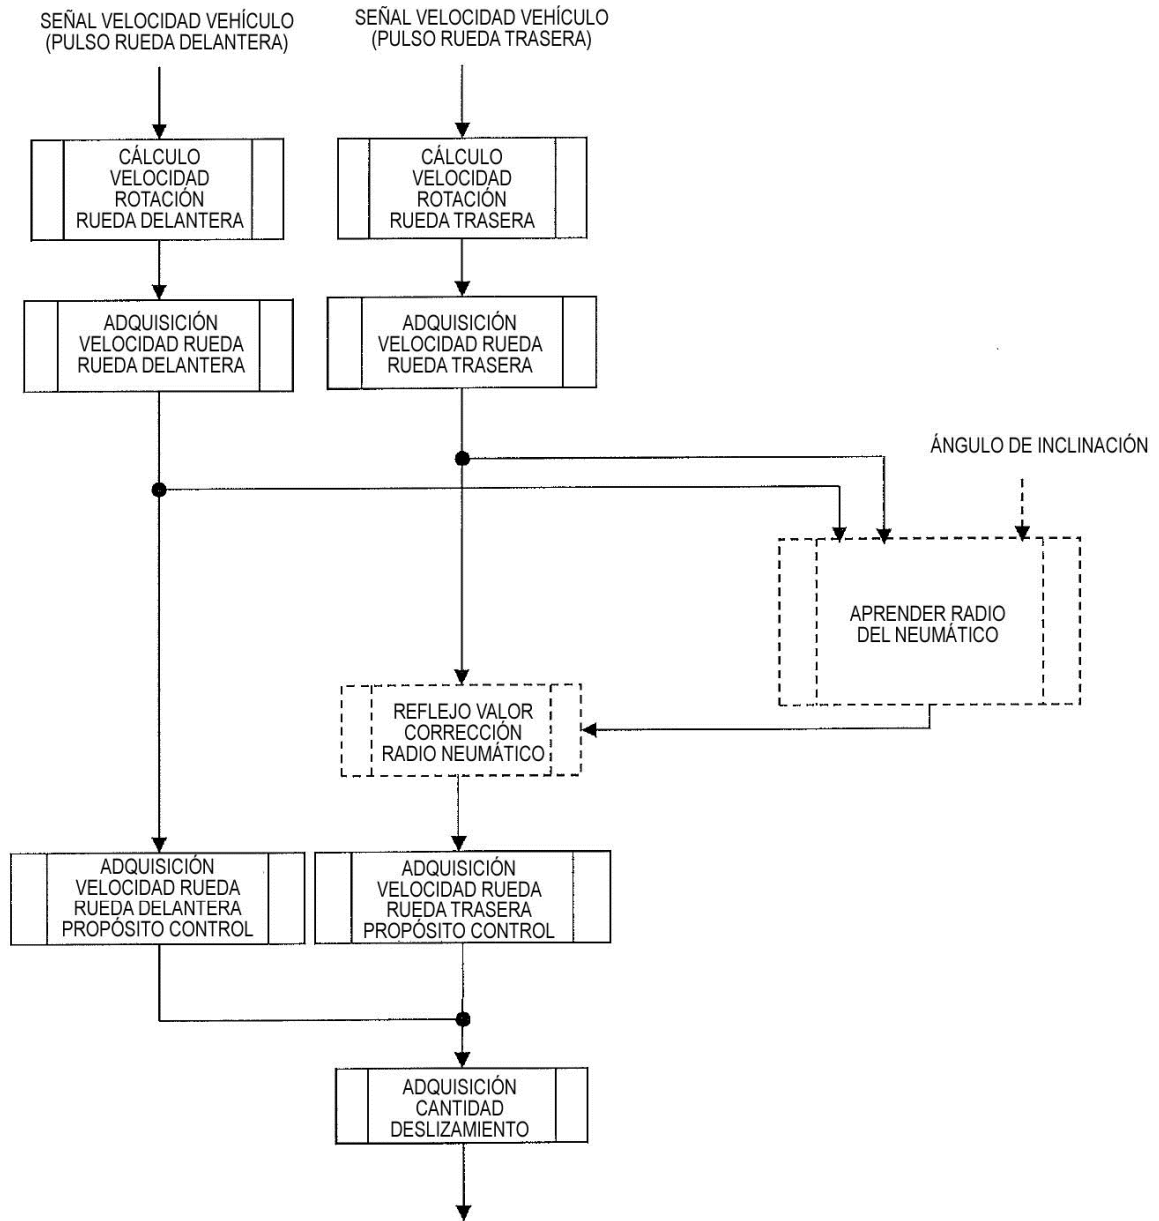 SEÑAL VELOCIDAD VEHÍCULO
(PULSO RUEDA DELANTERA)
SEÑAL VELOCIDAD VEHÍCULO
(PULSO RUEDA TRASERA)
CÁLCULO
VELOCIDAD
ROTACIÓN
RUEDA DELANTERA
CÁLCULO
VELOCIDAD
ROTACIÓN
RUEDA TRASERA
ADQUISICIÓN
VELOCIDAD RUEDA
RUEDA DELANTERA
ADQUISICIÓN
VELOCIDAD RUEDA
RUEDA TRASERA
ÁNGULO DE INCLINACIÓN
APRENDER RADIO
DEL NEUMÁTICO
REFLEJO VALOR
CORRECCIÓN
RADIO NEUMÁTICO
ADQUISICIÓN
VELOCIDAD RUEDA
RUEDA DELANTERA
PROPÓSITO CONTROL
ADQUISICIÓN
VELOCIDAD RUEDA
RUEDA TRASERA
PROPÓSITO CONTROL
ADQUISICIÓN
CANTIDAD
DESLIZAMIENTO